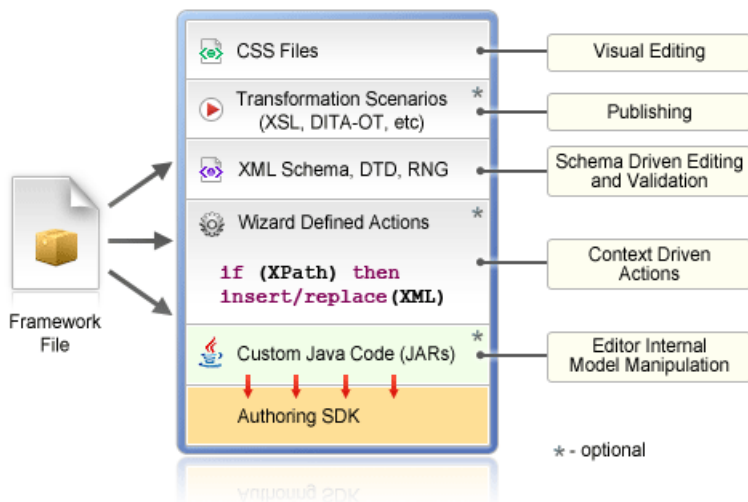 CSS Files
Visual Editing
Transformation Scenarios *
(XSL, DITA-OT, etc)
Publishing
XML Schema, DTD, RNG
Schema Driven Editing
and Validation
Wizard Defined Actions *
if (XPath) then
insert/replace(XML)
Context Driven
Actions
Framework
File
Custom Java Code (JARs) *
Editor Internal
Model Manipulation
Authoring SDK
* - optional
Authoring SDK